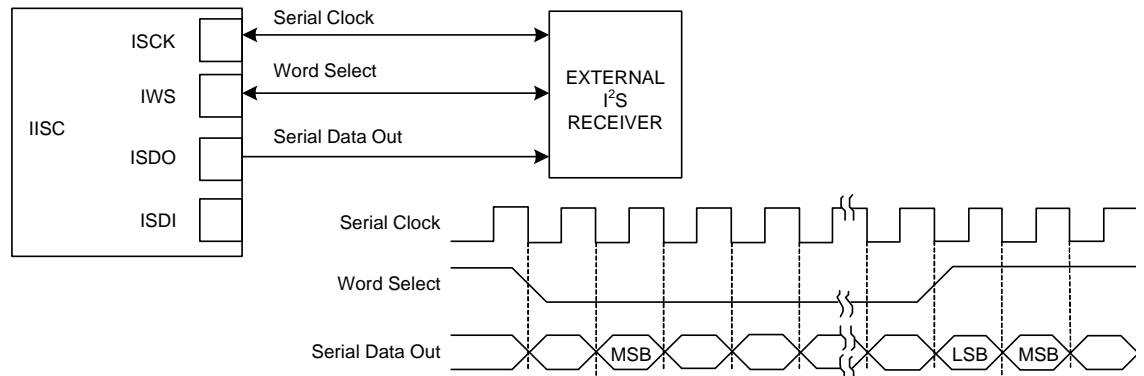 Serial Clock
ISCK
Word Select
IWS
EXTERNAL
I²S
RECEIVER
IISC
Serial Data Out
ISDO
ISDI
Serial Clock
Word Select
Serial Data Out
MSB
LSB
MSB